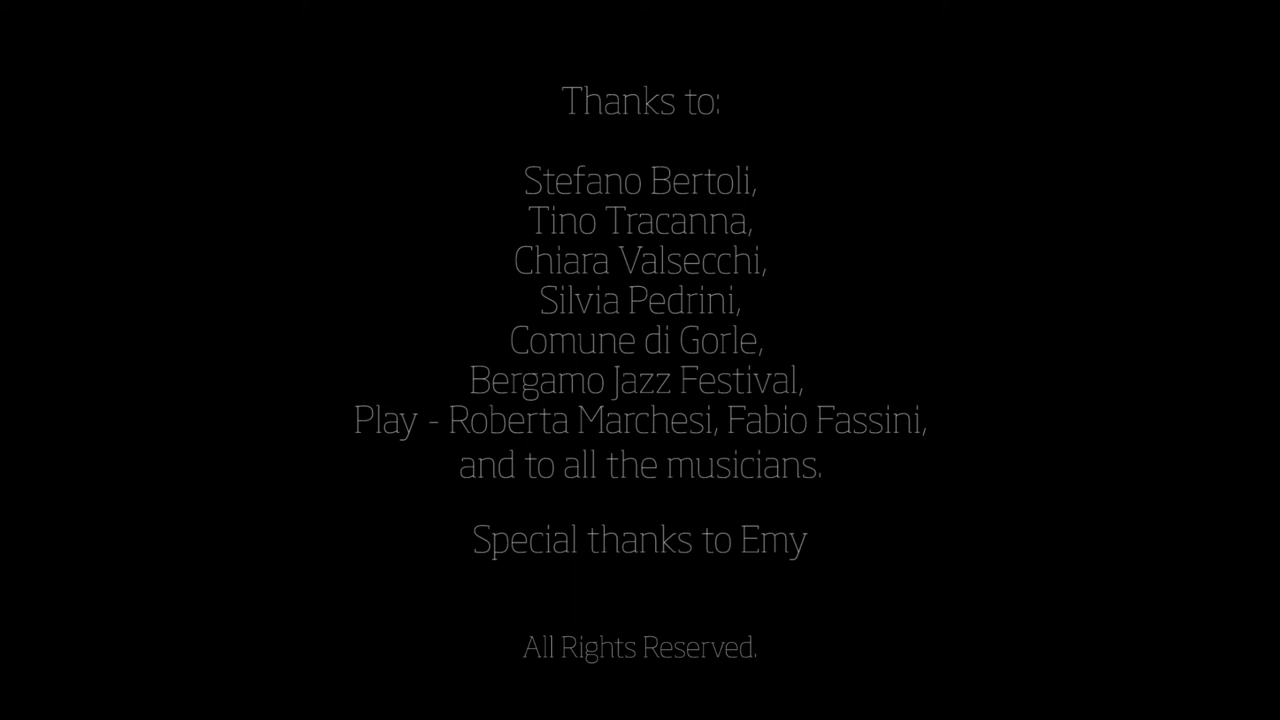 Thanks to:
Stefano Bertoli,
Tino Tracanna,
Chiara Valsecchi,
Silvia Pedrini,
Comune di Gorle,
Bergamo Jazz Festival,
Play - Roberta Marchesi, Fabio Fassini,
and to all the musicians.
Special thanks to Emy
All Rights Reserved.